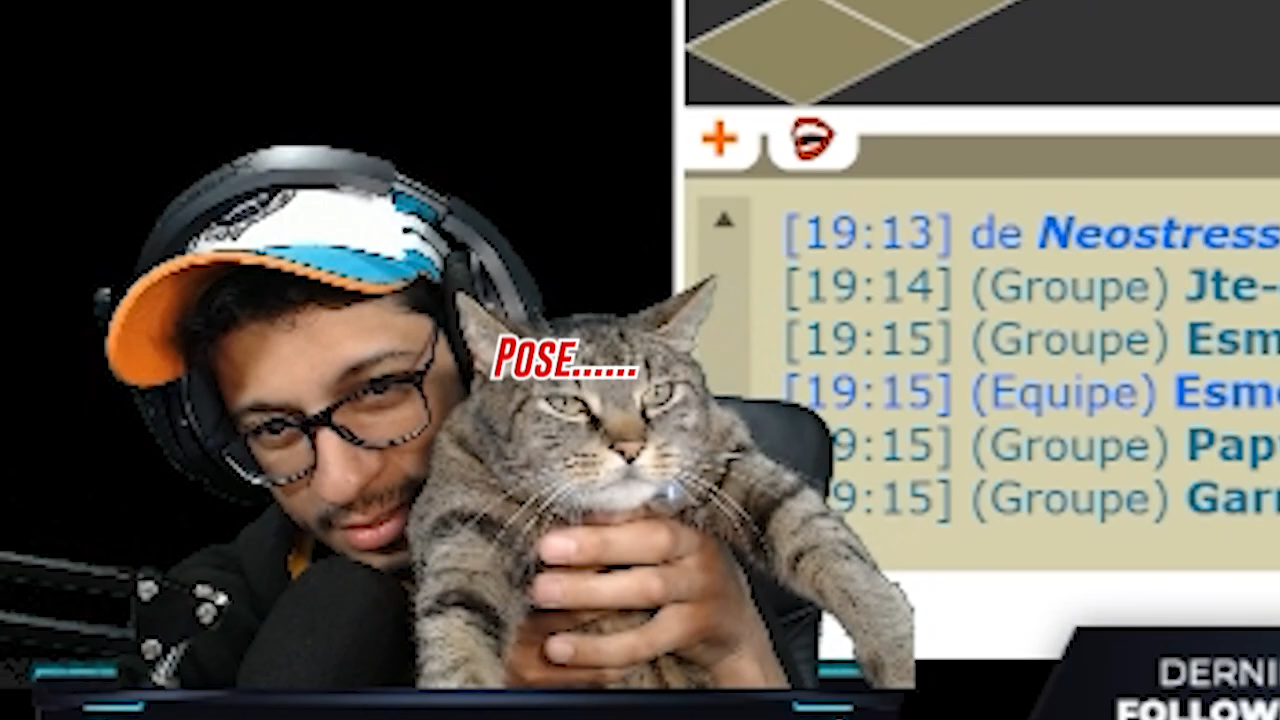 POSE......
[19:13] de Neostress
[19:14] (Groupe) Jte-
[19:15] (Groupe) Esm
[19:15] (Equipe) Esm
9:15] (Groupe) Pap
9:15] (Groupe) Gar
DERNI
FOLLOW